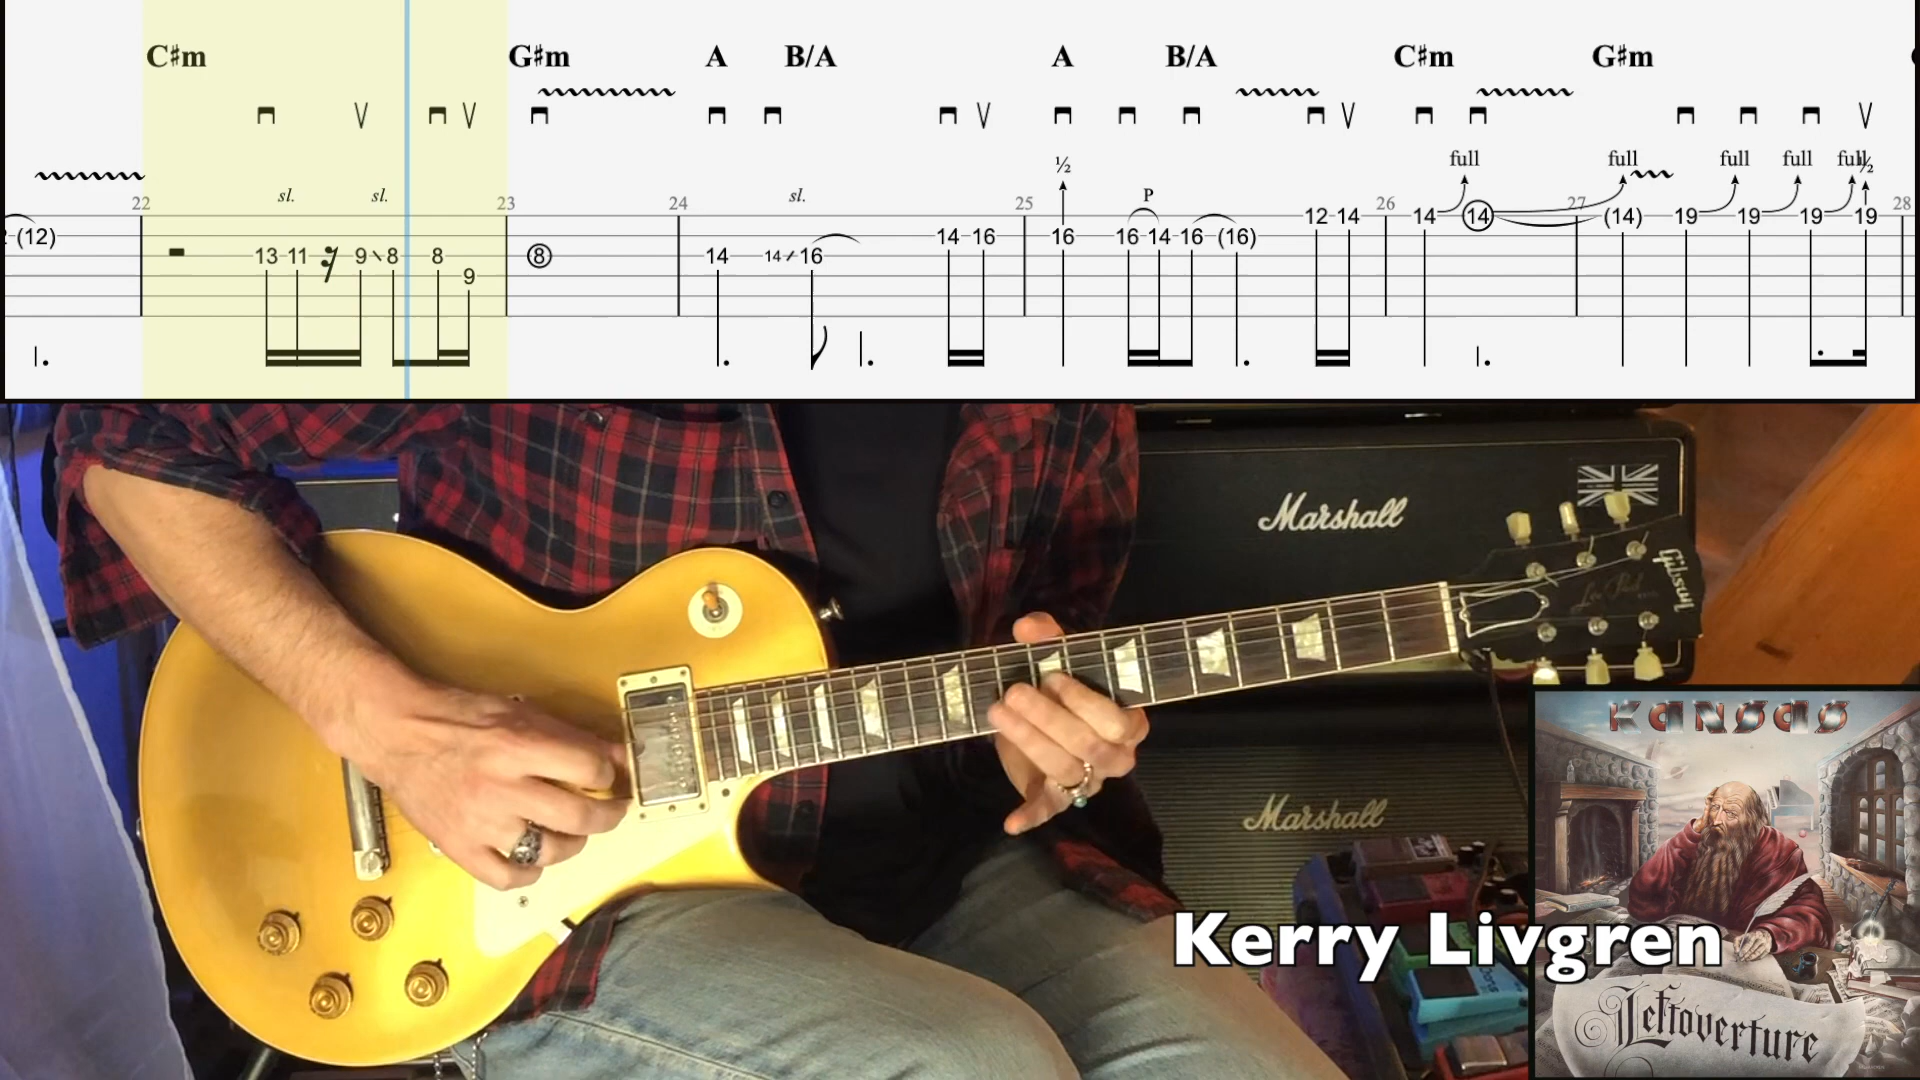 C♯m G♯m A B/A A B/A C♯m G♯m
½ full full full full full ½
sl. sl. sl. P
22 23 24 25 26 27 28
14 14 (14) 19 19 19 19
12 14
(12) 14 16 16 16 14 16 (16)
13 11 9 8 8 8 14 14 16
9
Marshall
Gibson
Les Paul
KANSAS
Marshall
Kerry Livgren
Leftoverture